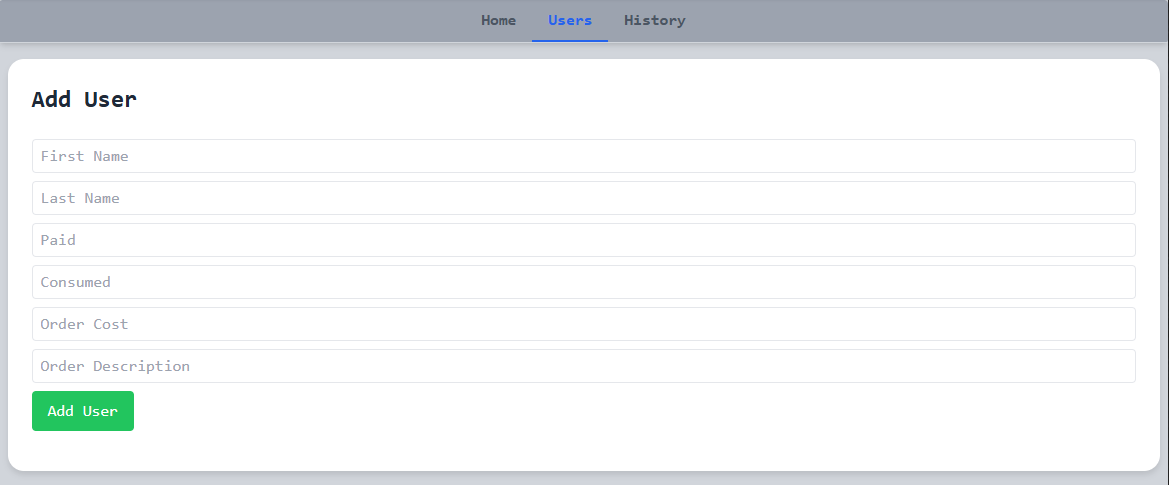 Home Users History
Add User
First Name
Last Name
Paid
Consumed
Order Cost
Order Description
Add User